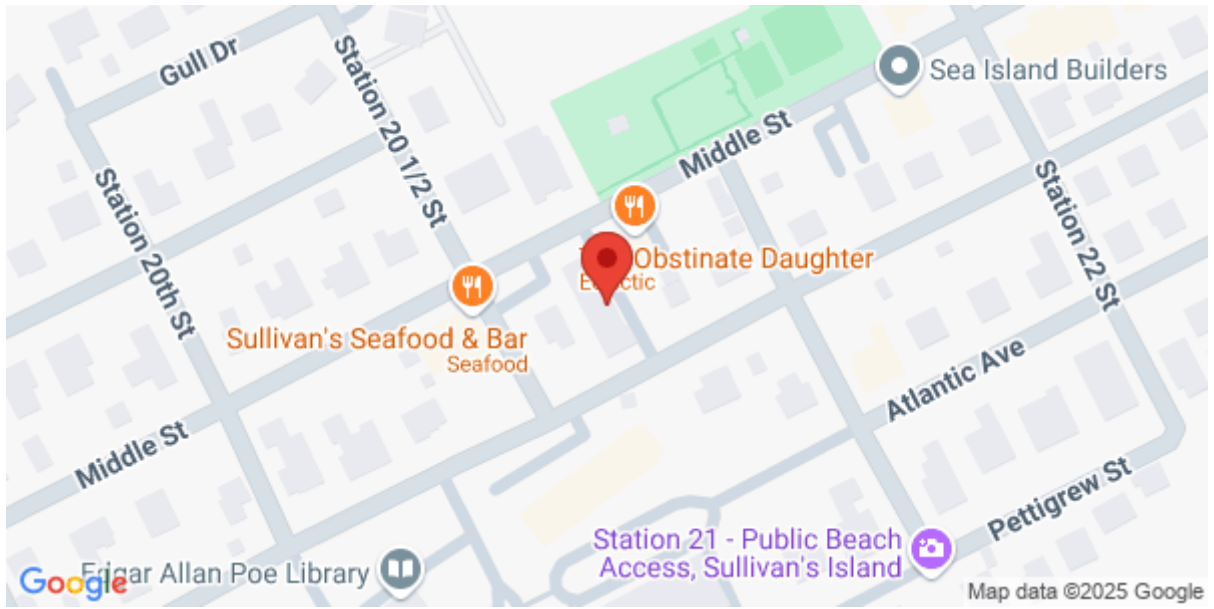 Gull Dr
Station 20 1/2 St
Sea Island Builders
Middle St
Station 20th St
Station 22 St
Obstinate Daughter
Sullivan's Seafood & Bar
Seafood
Atlantic Ave
Middle St
Pettigrew St
Station 21 - Public Beach
Access, Sullivan's Island
Allan Poe Library
Google
Map data ©2025 Google